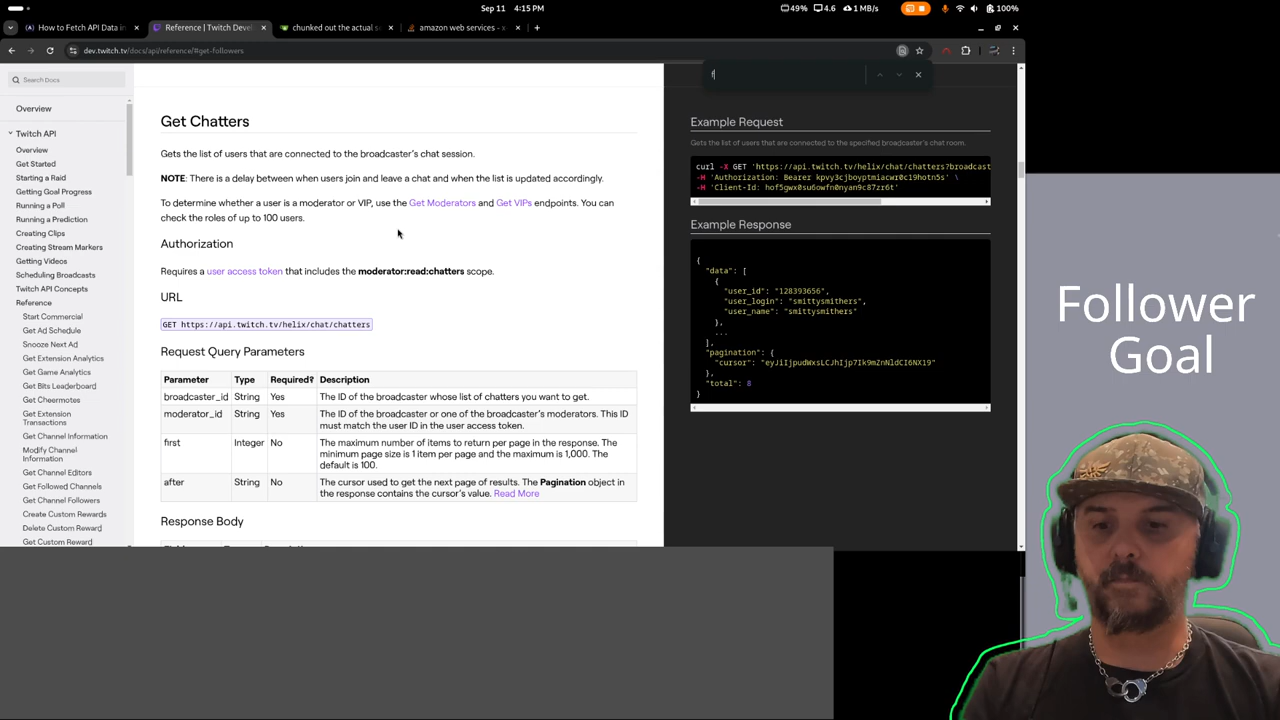 Sep 11 4:15 PM
49% 4.6 1 MB/s 100%
How to Fetch API Data in
Reference | Twitch Devel
chunked out the actual s
amazon web services - x
dev.twitch.tv/docs/api/reference/#get-followers
f
Search Docs
Overview
Twitch API
Overview
Get Started
Starting a Raid
Getting Goal Progress
Running a Poll
Running a Prediction
Creating Clips
Creating Stream Markers
Getting Videos
Scheduling Broadcasts
Twitch API Concepts
Reference
Start Commercial
Get Ad Schedule
Snooze Next Ad
Get Extension Analytics
Get Game Analytics
Get Bits Leaderboard
Get Cheermotes
Get Extension
Transactions
Get Channel Information
Modify Channel
Information
Get Channel Editors
Get Followed Channels
Get Channel Followers
Create Custom Rewards
Delete Custom Reward
Get Custom Reward
Get Chatters
Gets the list of users that are connected to the broadcaster's chat session.
NOTE: There is a delay between when users join and leave a chat and when the list is updated accordingly.
To determine whether a user is a moderator or VIP, use the Get Moderators and Get VIPs endpoints. You can
check the roles of up to 100 users.
Authorization
Requires a user access token that includes the moderator:read:chatters scope.
URL
GET https://api.twitch.tv/helix/chat/chatters
Request Query Parameters
Parameter Type Required? Description
broadcaster_id String Yes The ID of the broadcaster whose list of chatters you want to get.
moderator_id String Yes The ID of the broadcaster or one of the broadcaster's moderators. This ID
must match the user ID in the user access token.
first Integer No The maximum number of items to return per page in the response. The
minimum page size is 1 item per page and the maximum is 1,000. The
default is 100.
after String No The cursor used to get the next page of results. The Pagination object in
the response contains the cursor's value. Read More
Response Body
Example Request
Gets the list of users that are connected to the specified broadcaster's chat room.
curl -X GET 'https://api.twitch.tv/helix/chat/chatters?broadcast
-H 'Authorization: Bearer kpvy3cjboyptmiacwr0c19hotn5s' \
-H 'Client-Id: hof5gwx0su6owfn0nyan9c87zr6t'
Example Response
{
"data": [
{
"user_id": "128393656",
"user_login": "smittysmithers",
"user_name": "smittysmithers"
},
...
],
"pagination": {
"cursor": "eyJiIjpudWxsLCJhIjp7Ik9mZnNldCI6NX19"
},
"total": 8
}
Follower
Goal